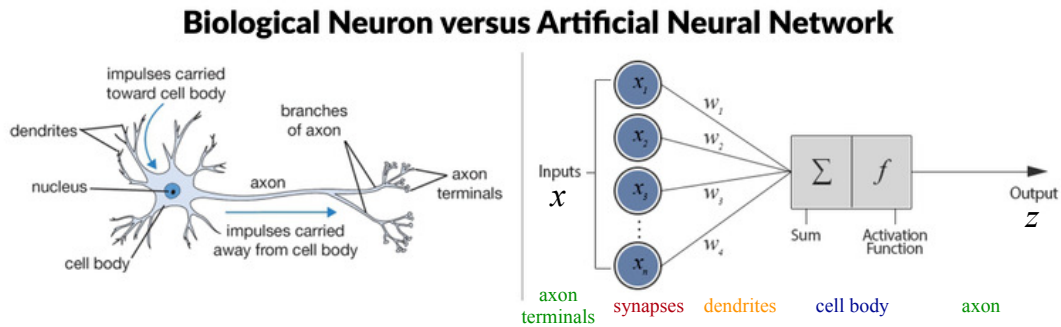 Biological Neuron versus Artificial Neural Network
impulses carried
toward cell body
dendrites
nucleus
cell body
axon
impulses carried
away from cell body
branches
of axon
axon
terminals
Inputs
x
x₁
x₂
x₃
xₙ
w₁
w₂
w₃
w₄
∑
f
Sum
Activation
Function
Output
z
axon
terminals
synapses
dendrites
cell body
axon